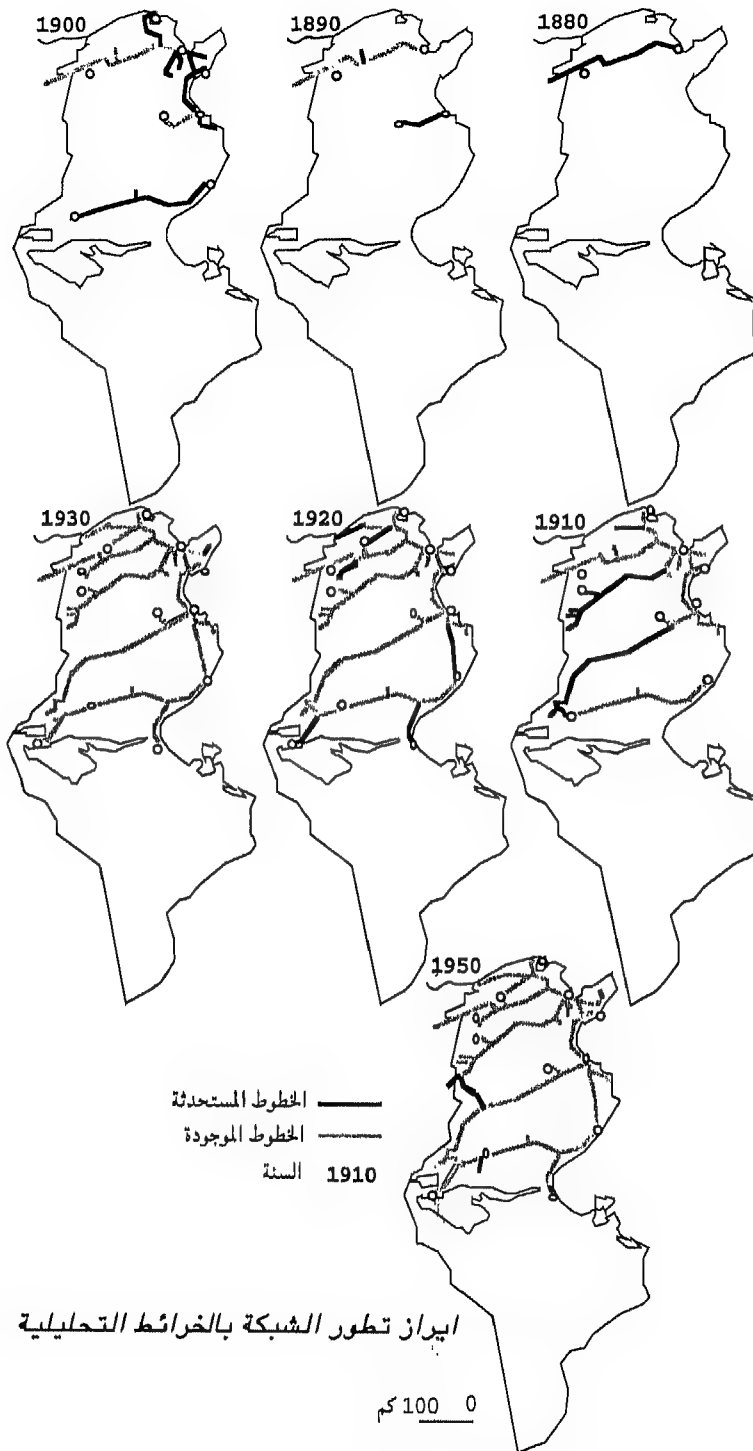 1880 1890 1900
1910 1920 1930
1950
الخطوط المستحدثة
الخطوط الموجودة
1910 السنة
ايراز تطور الشبكة بالخرائط التحليلية
0 100 كم